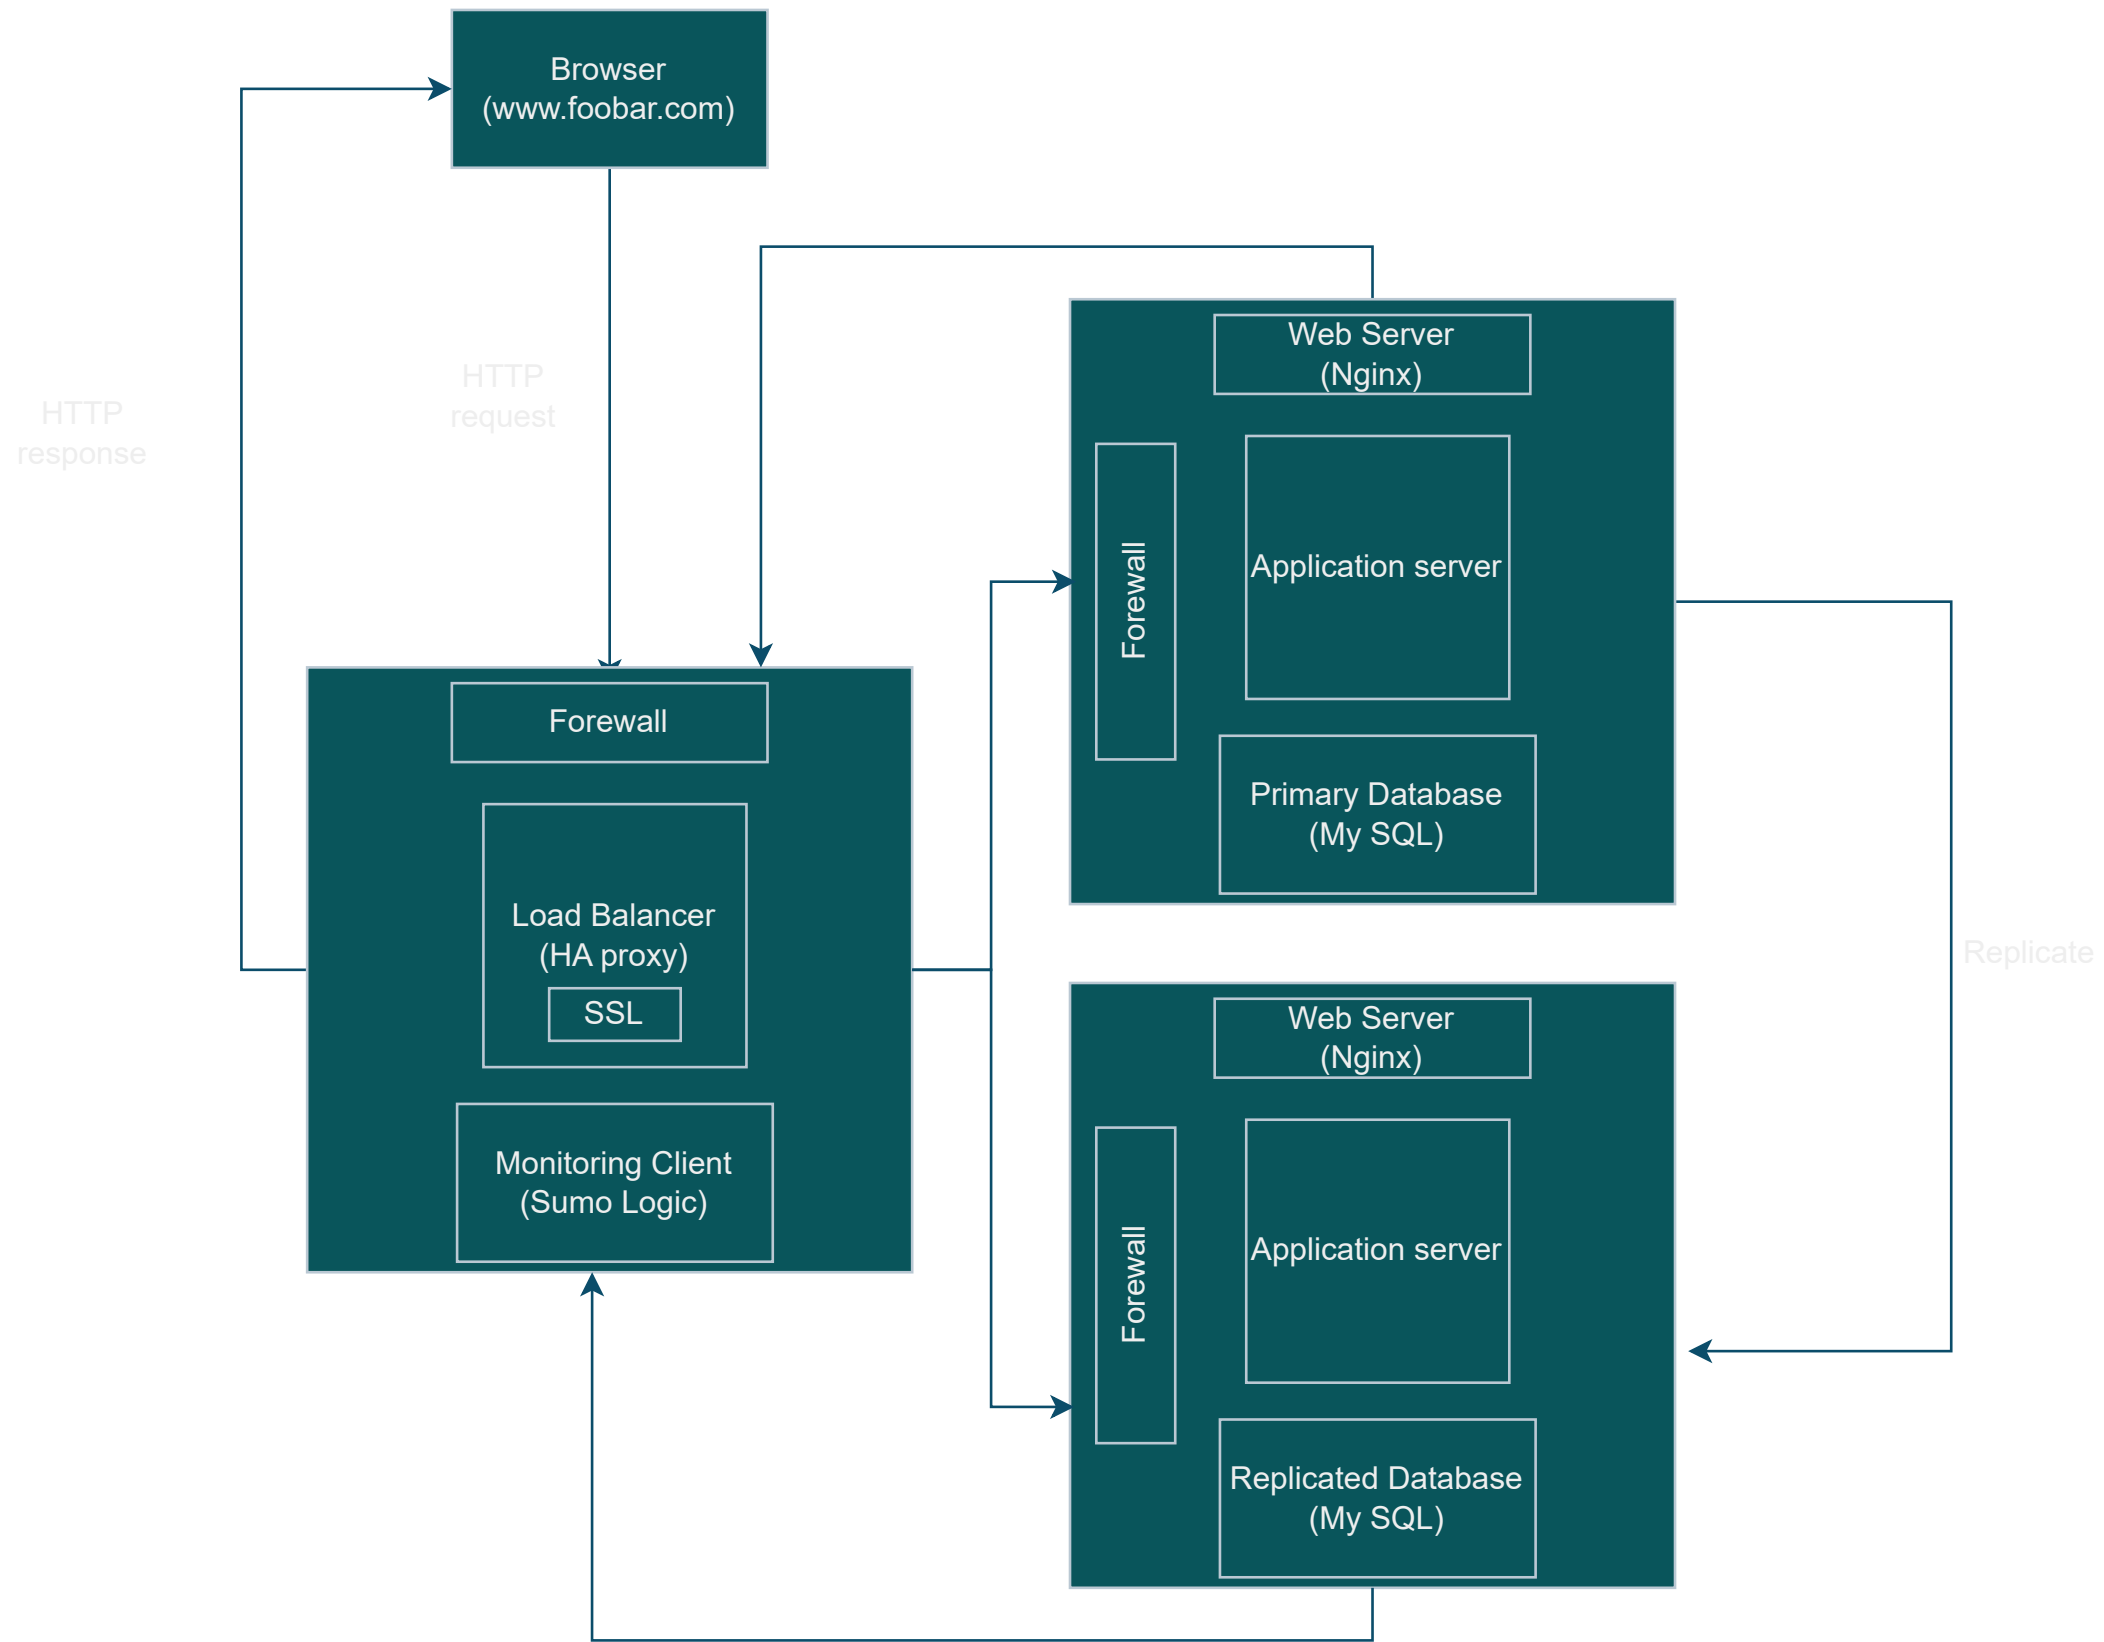 Browser
(www.foobar.com)
HTTP
request
HTTP
response
Forewall
Load Balancer
(HA proxy)
SSL
Monitoring Client
(Sumo Logic)
Web Server
(Nginx)
Forewall
Application server
Primary Database
(My SQL)
Replicate
Web Server
(Nginx)
Forewall
Application server
Replicated Database
(My SQL)